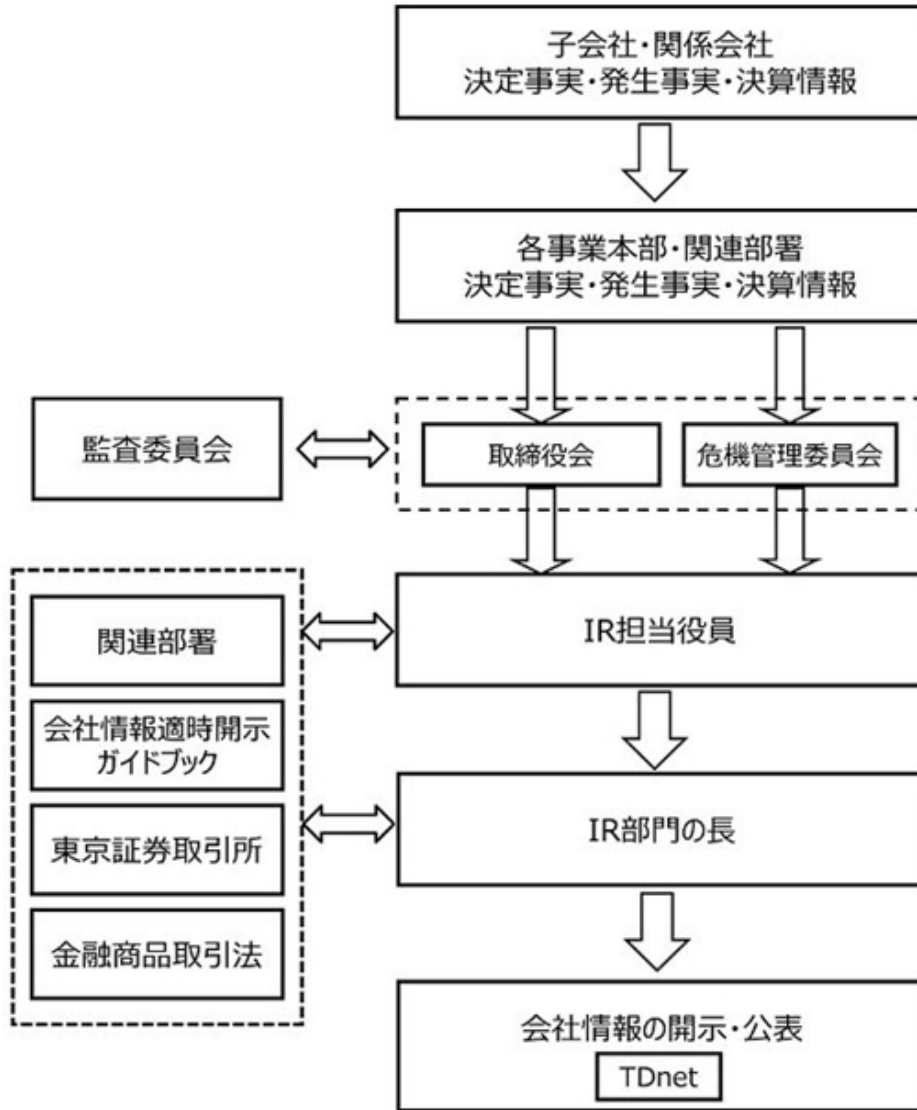 子会社・関係会社
決定事実・発生事実・決算情報
各事業本部・関連部署
決定事実・発生事実・決算情報
監査委員会
取締役会
危機管理委員会
関連部署
IR担当役員
会社情報適時開示
ガイドブック
東京証券取引所
IR部門の長
金融商品取引法
会社情報の開示・公表
TDnet